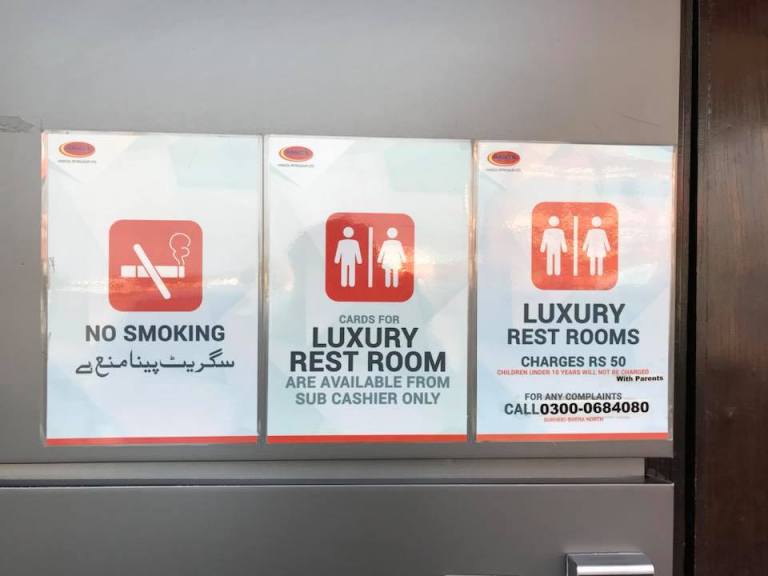 NO SMOKING
سگریٹ پینا منع ہے
CARDS FOR
LUXURY
REST ROOM
ARE AVAILABLE FROM
SUB CASHIER ONLY
LUXURY
REST ROOMS
CHARGES RS 50
CHILDREN UNDER 10 YEARS WILL NOT BE CHARGED
With Parents
FOR ANY COMPLAINTS
CALL 0300-0684080